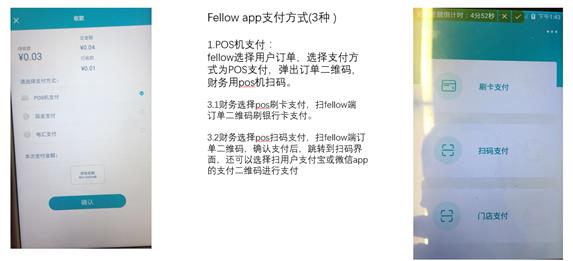 收款
待收款
¥0.03
总金额
¥0.04
已收款
¥0.01
请选择支付方式：
POS机支付
现金支付
电汇支付
本次支付金额：
确认
Fellow app支付方式(3种 )
1.POS机支付：
fellow选择用户订单，选择支付方
式为POS支付，弹出订单二维码，
财务用pos机扫码。
3.1财务选择pos刷卡支付，扫fellow端
订单二维码刷银行卡支付。
3.2财务选择pos扫码支付，扫fellow端订
单二维码，确认支付后，跳转到扫码界
面，还可以选择扫用户支付宝或微信app
的支付二维码进行支付
倒计时：4分52秒
下午1:43
刷卡支付
扫码支付
门店支付